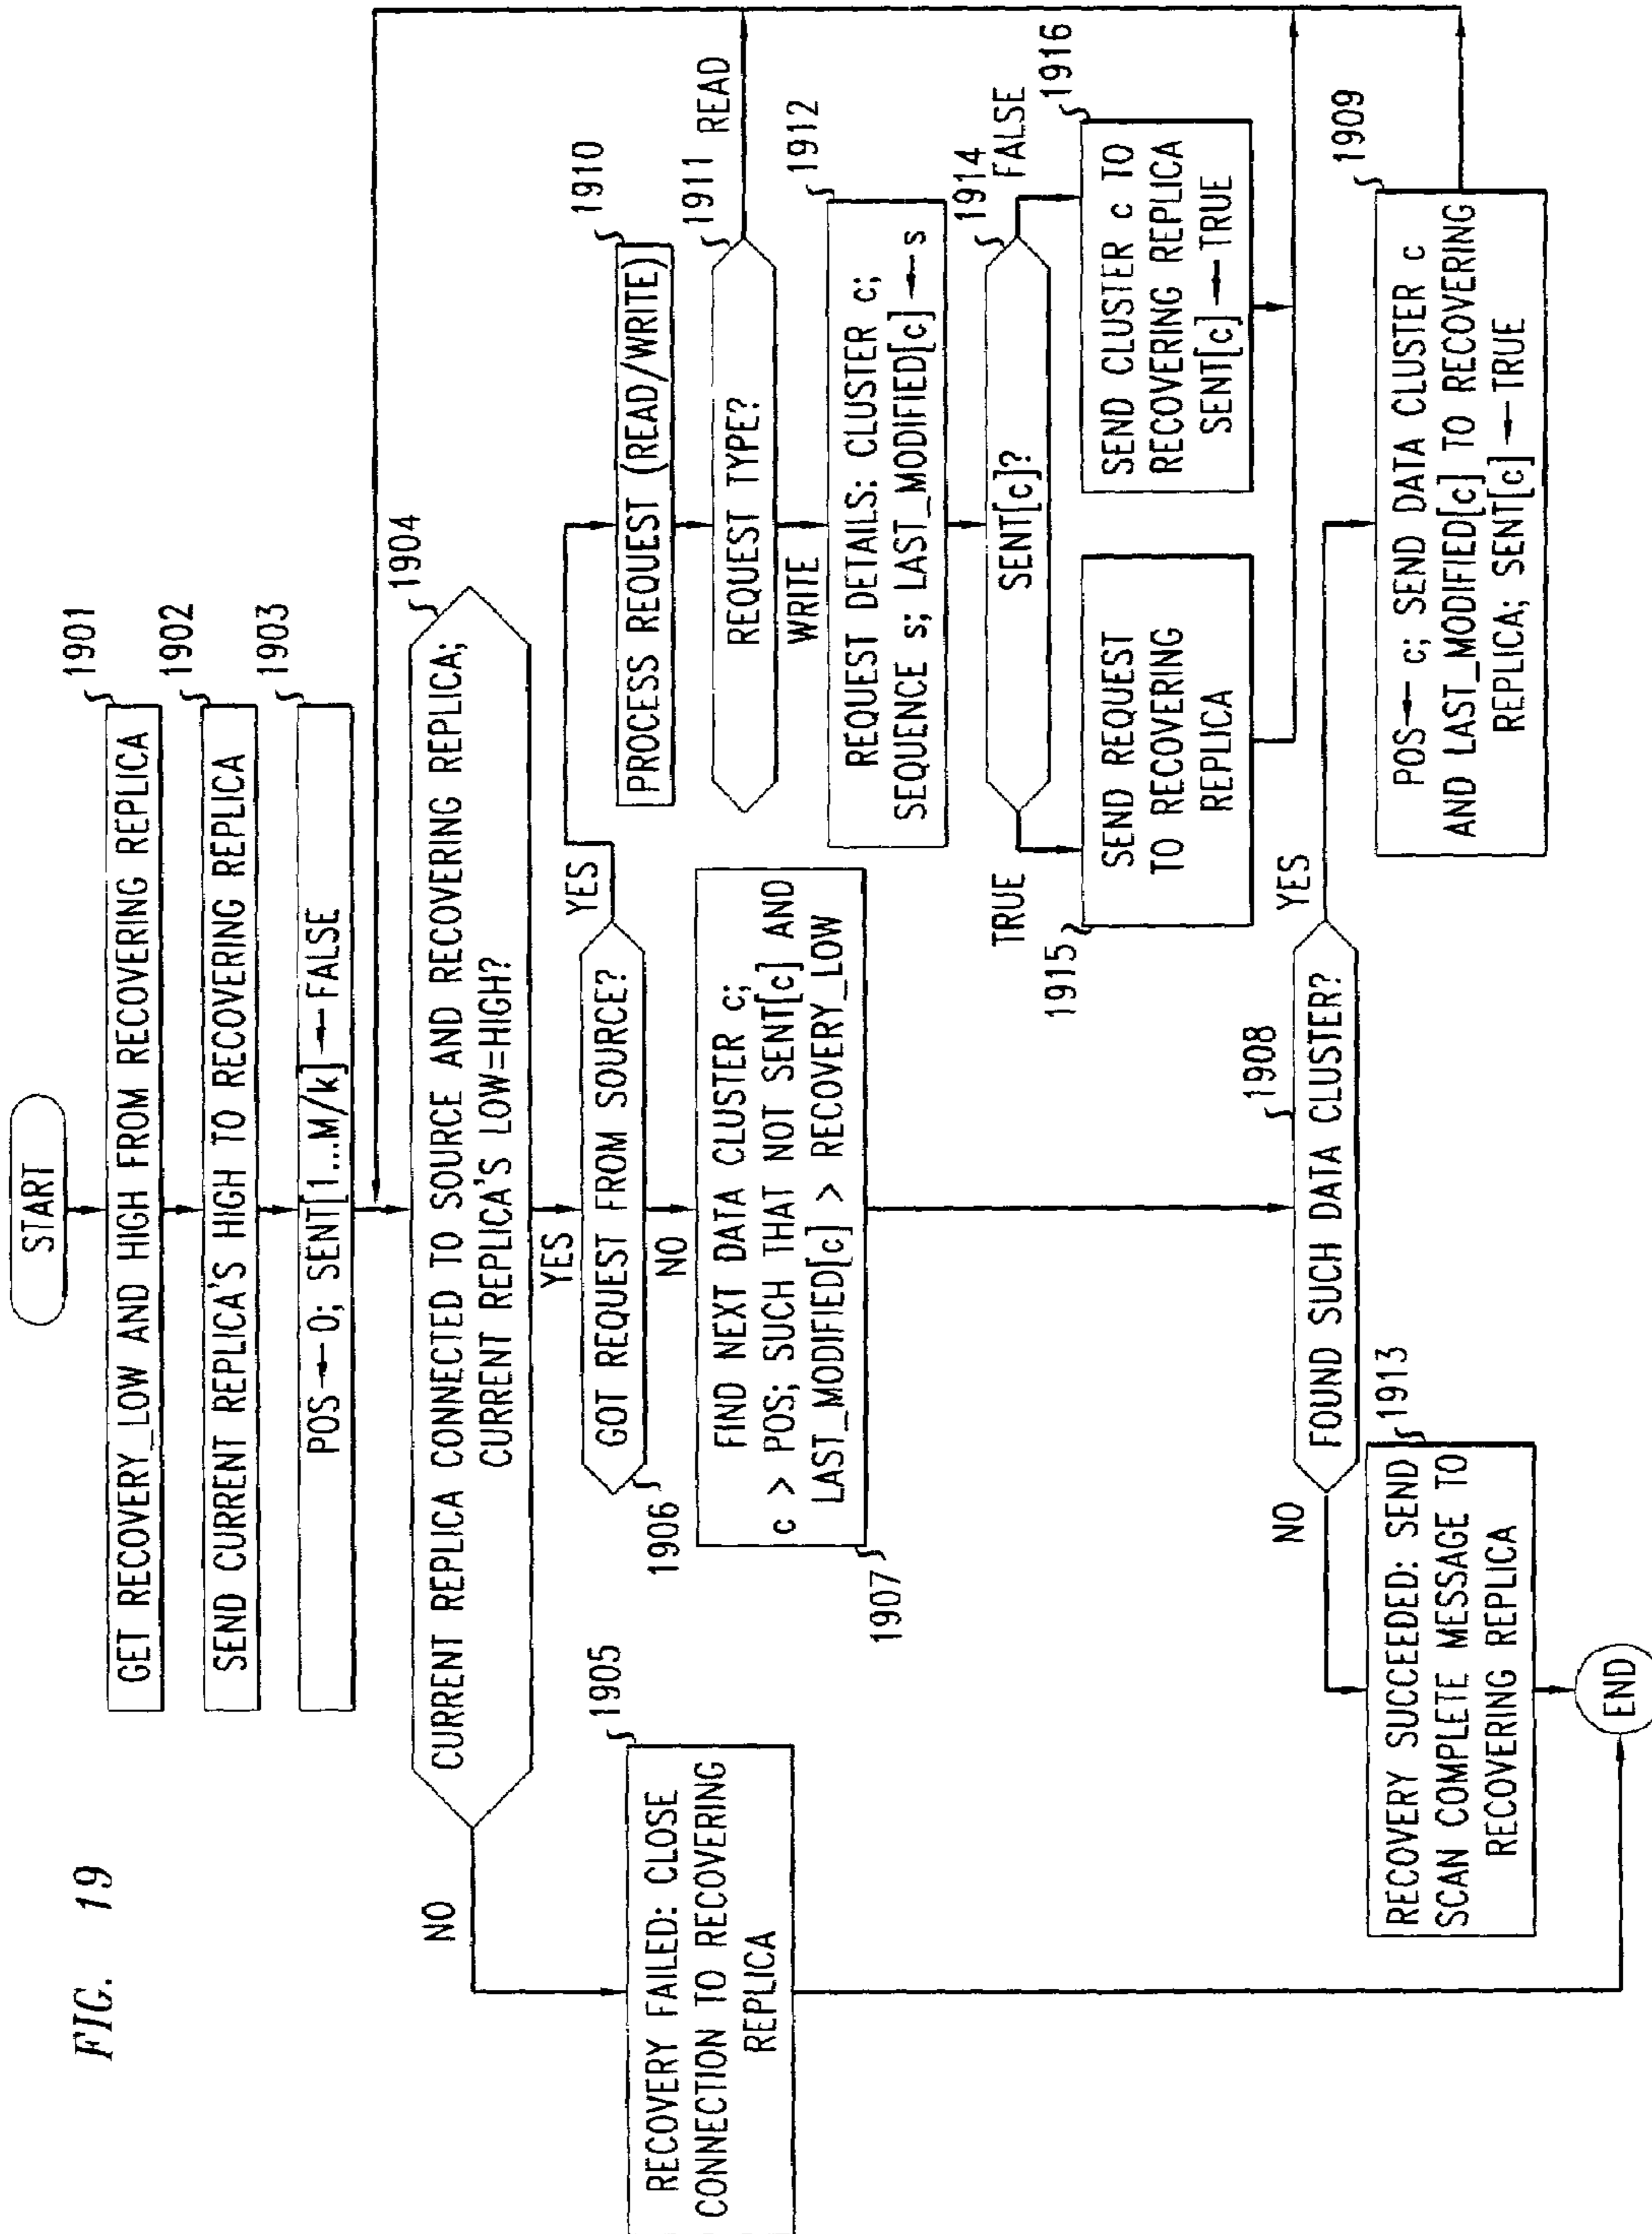 FIG. 19
START
1901
GET RECOVERY_LOW AND HIGH FROM RECOVERING REPLICA
1902
SEND CURRENT REPLICA'S HIGH TO RECOVERING REPLICA
1903
POS ← 0; SENT[1...M/k] ← FALSE
1904
CURRENT REPLICA CONNECTED TO SOURCE AND RECOVERING REPLICA;
CURRENT REPLICA'S LOW=HIGH?
NO
YES
1905
RECOVERY FAILED: CLOSE
CONNECTION TO RECOVERING
REPLICA
1906
GOT REQUEST FROM SOURCE?
YES
NO
1907
FIND NEXT DATA CLUSTER
c > POS; SUCH THAT NOT SENT[c] AND
LAST_MODIFIED[c] > RECOVERY_LOW
c;
1910
PROCESS REQUEST (READ/WRITE)
1911
REQUEST TYPE?
READ
WRITE
1912
REQUEST DETAILS: CLUSTER c;
SEQUENCE s; LAST_MODIFIED[c] ← s
1914
SENT[c]?
TRUE
FALSE
1915
SEND REQUEST
TO RECOVERING
REPLICA
1916
SEND CLUSTER c TO
RECOVERING REPLICA
SENT[c] ← TRUE
1908
FOUND SUCH DATA CLUSTER?
YES
NO
1909
POS ← c; SEND DATA CLUSTER c
AND LAST_MODIFIED[c] TO RECOVERING
REPLICA; SENT[c] ← TRUE
1913
RECOVERY SUCCEEDED: SEND
SCAN COMPLETE MESSAGE TO
RECOVERING REPLICA
END